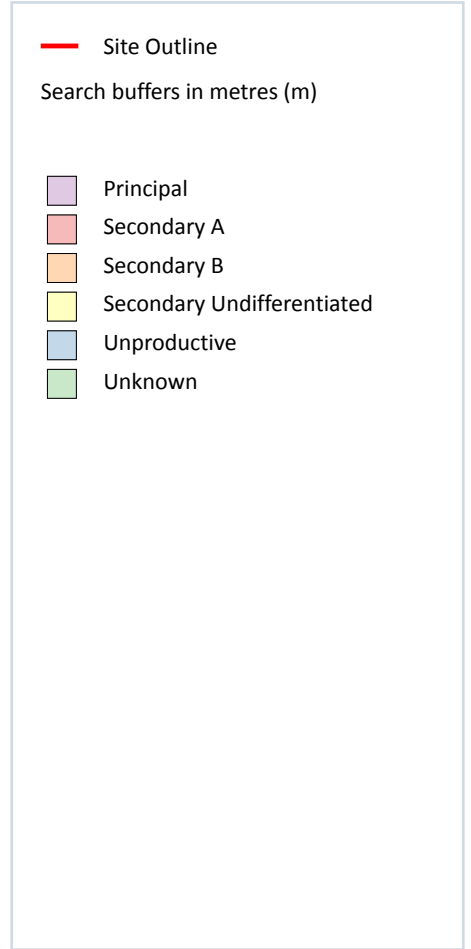 Site Outline
Search buffers in metres (m)
Principal
Secondary A
Secondary B
Secondary Undifferentiated
Unproductive
Unknown